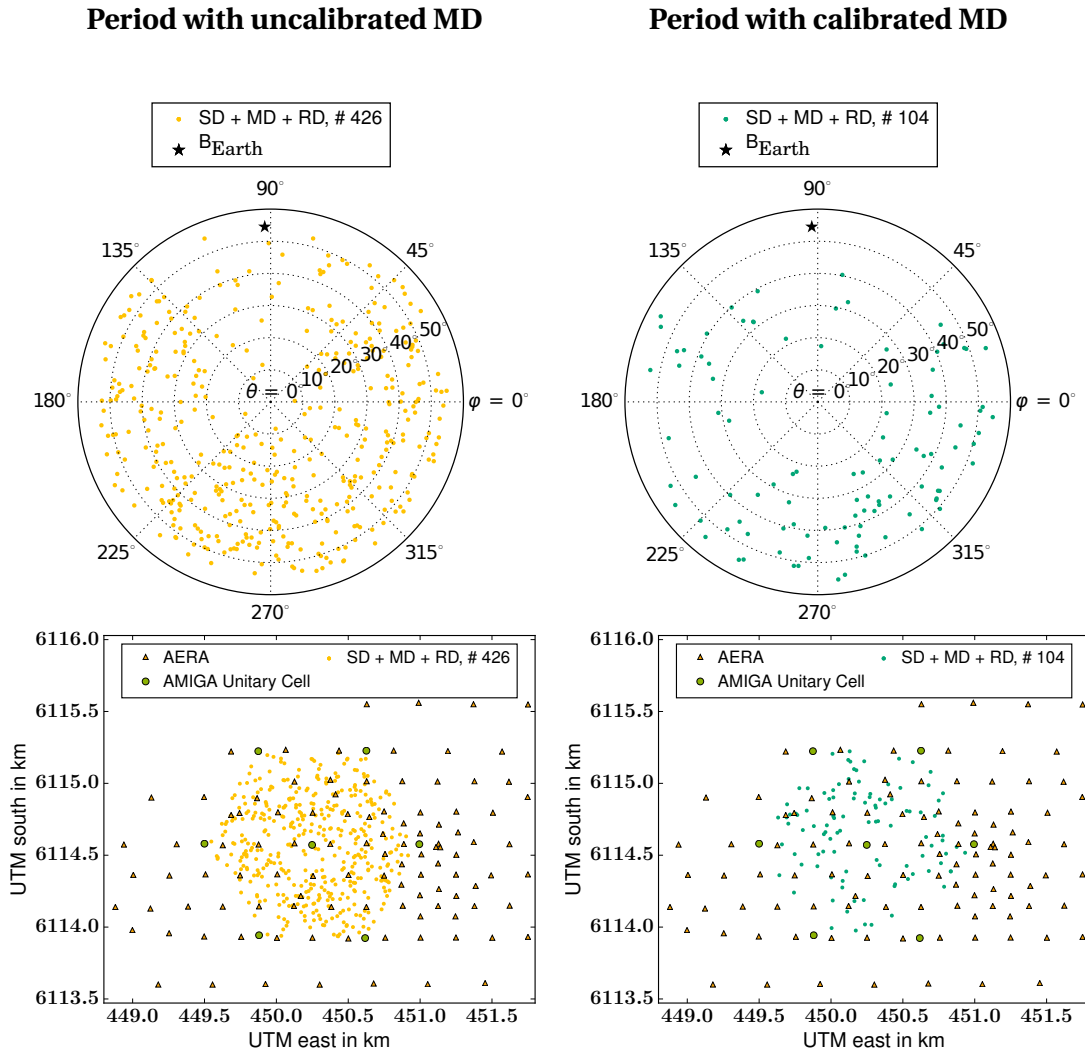 Period with uncalibrated MD
Period with calibrated MD
SD + MD + RD, # 426
B Earth
90°
135°
45°
50°
40°
30°
20°
10°
θ = 0°
180°
φ = 0°
225°
315°
270°
SD + MD + RD, # 104
B Earth
90°
135°
45°
50°
40°
30°
20°
10°
θ = 0°
180°
φ = 0°
225°
315°
270°
6116.0
6115.5
6115.0
6114.5
6114.0
6113.5
UTM south in km
AERA
SD + MD + RD, # 426
AMIGA Unitary Cell
449.0 449.5 450.0 450.5 451.0 451.5
UTM east in km
6116.0
6115.5
6115.0
6114.5
6114.0
6113.5
UTM south in km
AERA
SD + MD + RD, # 104
AMIGA Unitary Cell
449.0 449.5 450.0 450.5 451.0 451.5
UTM east in km